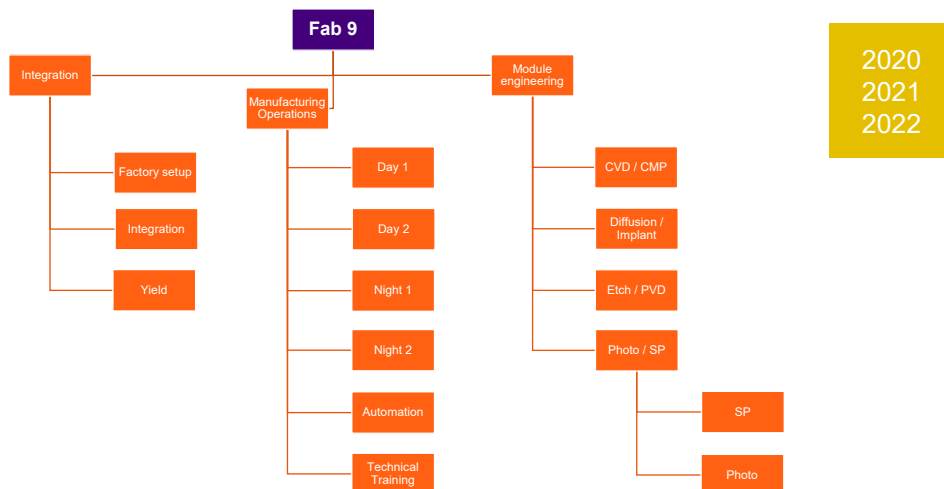 Fab 9
Integration
Manufacturing
Operations
Module
engineering
2020
2021
2022
Factory setup
Integration
Yield
Day 1
Day 2
Night 1
Night 2
Automation
Technical
Training
CVD / CMP
Diffusion /
Implant
Etch / PVD
Photo / SP
SP
Photo